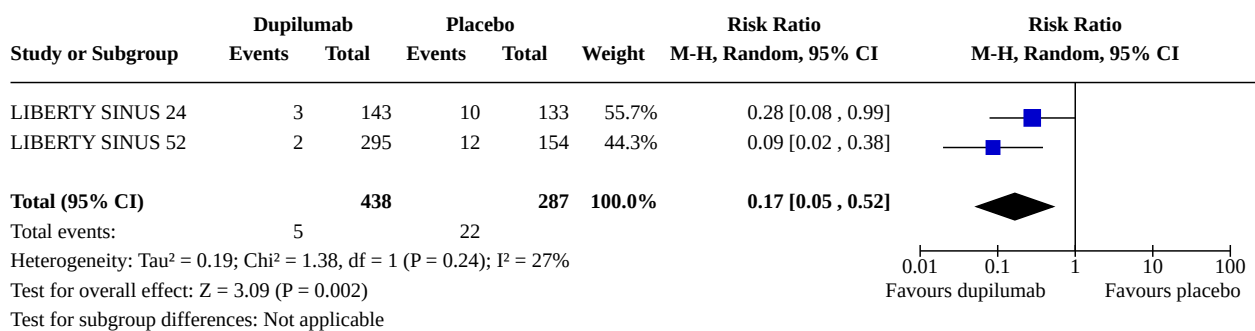 Dupilumab Placebo Risk Ratio Risk Ratio
Study or Subgroup Events Total Events Total Weight M-H, Random, 95% CI M-H, Random, 95% CI
LIBERTY SINUS 24 3 143 10 133 55.7% 0.28 [0.08 , 0.99]
LIBERTY SINUS 52 2 295 12 154 44.3% 0.09 [0.02 , 0.38]
Total (95% CI) 438 287 100.0% 0.17 [0.05 , 0.52]
Total events: 5 22
Heterogeneity: Tau² = 0.19; Chi² = 1.38, df = 1 (P = 0.24); I² = 27%
0.01 0.1 1 10 100
Test for overall effect: Z = 3.09 (P = 0.002) Favours dupilumab Favours placebo
Test for subgroup differences: Not applicable